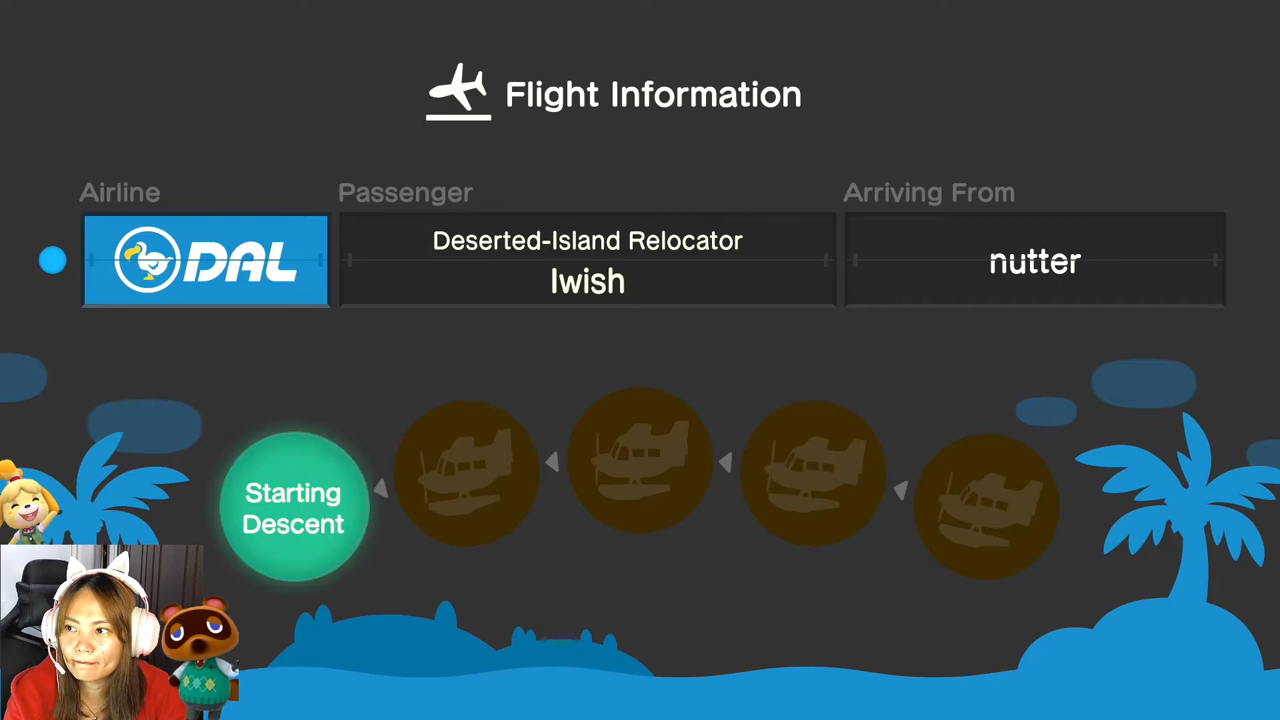 Flight Information
Airline
Passenger
Arriving From
DAL
Deserted-Island Relocator
Iwish
nutter
Starting
Descent